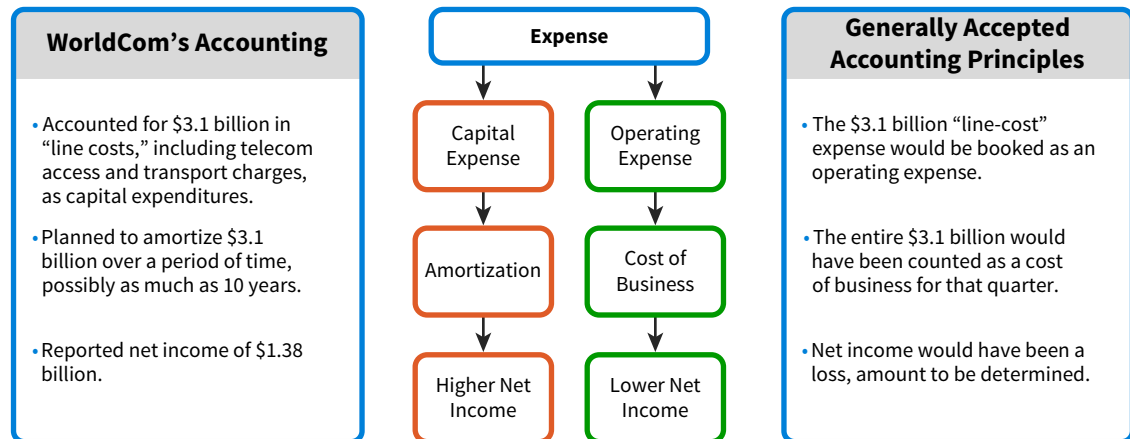 WorldCom’s Accounting
• Accounted for $3.1 billion in
“line costs,” including telecom
access and transport charges,
as capital expenditures.
• Planned to amortize $3.1
billion over a period of time,
possibly as much as 10 years.
• Reported net income of $1.38
billion.
Expense
Capital
Expense
Operating
Expense
Amortization
Cost of
Business
Higher Net
Income
Lower Net
Income
Generally Accepted
Accounting Principles
• The $3.1 billion “line-cost”
expense would be booked as an
operating expense.
• The entire $3.1 billion would
have been counted as a cost
of business for that quarter.
• Net income would have been a
loss, amount to be determined.